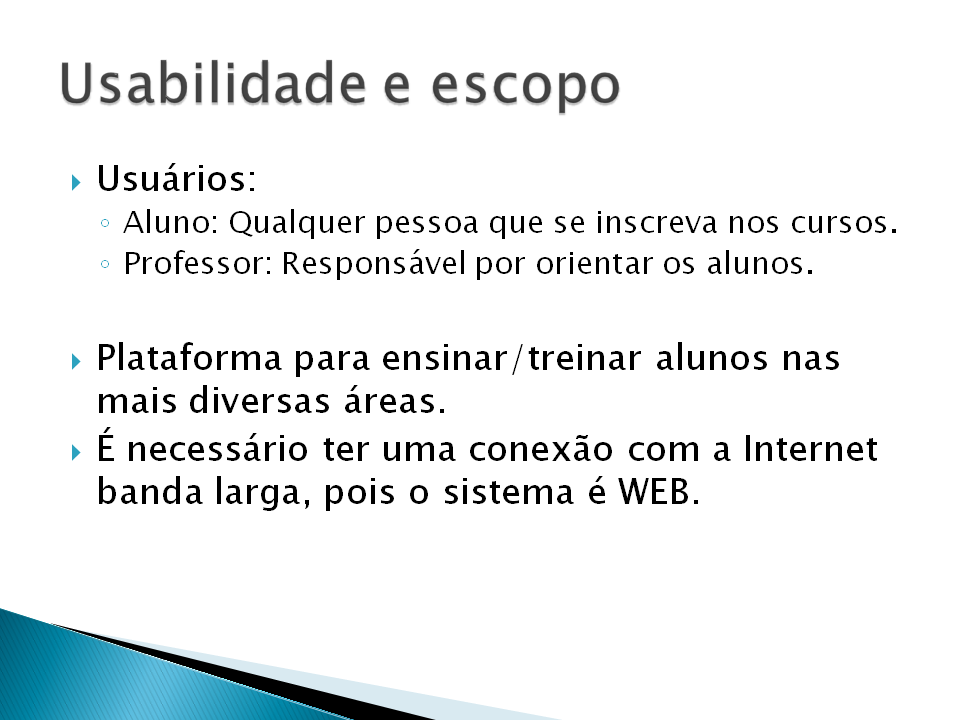 Usabilidade e escopo
Usuários:
Aluno: Qualquer pessoa que se inscreva nos cursos.
Professor: Responsável por orientar os alunos.
Plataforma para ensinar/treinar alunos nas
mais diversas áreas.
É necessário ter uma conexão com a Internet
banda larga, pois o sistema é WEB.